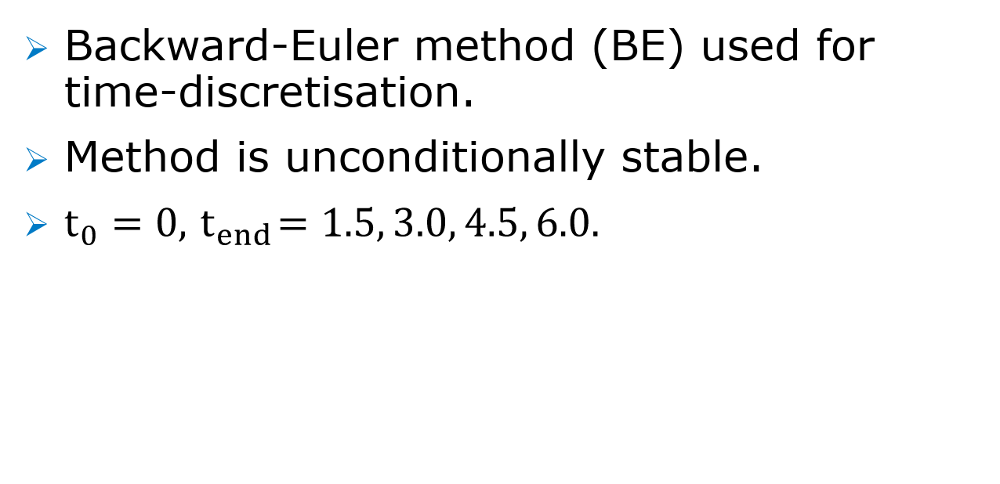 ➢ Backward-Euler method (BE) used for
time-discretisation.
➢ Method is unconditionally stable.
➢ t₀ = 0, tₑₙd = 1.5, 3.0, 4.5, 6.0.